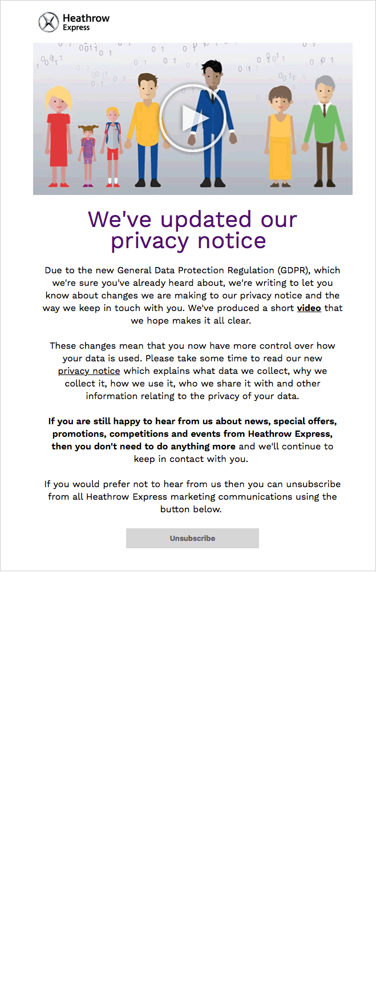 Heathrow
Express
We've updated our
privacy notice
Due to the new General Data Protection Regulation (GDPR), which
we're sure you've already heard about, we're writing to let you
know about changes we are making to our privacy notice and the
way we keep in touch with you. We've produced a short video that
we hope makes it all clear.
These changes mean that you now have more control over how
your data is used. Please take some time to read our new
privacy notice which explains what data we collect, why we
collect it, how we use it, who we share it with and other
information relating to the privacy of your data.
If you are still happy to hear from us about news, special offers,
promotions, competitions and events from Heathrow Express,
then you don't need to do anything more and we'll continue to
keep in contact with you.
If you would prefer not to hear from us then you can unsubscribe
from all Heathrow Express marketing communications using the
button below.
Unsubscribe